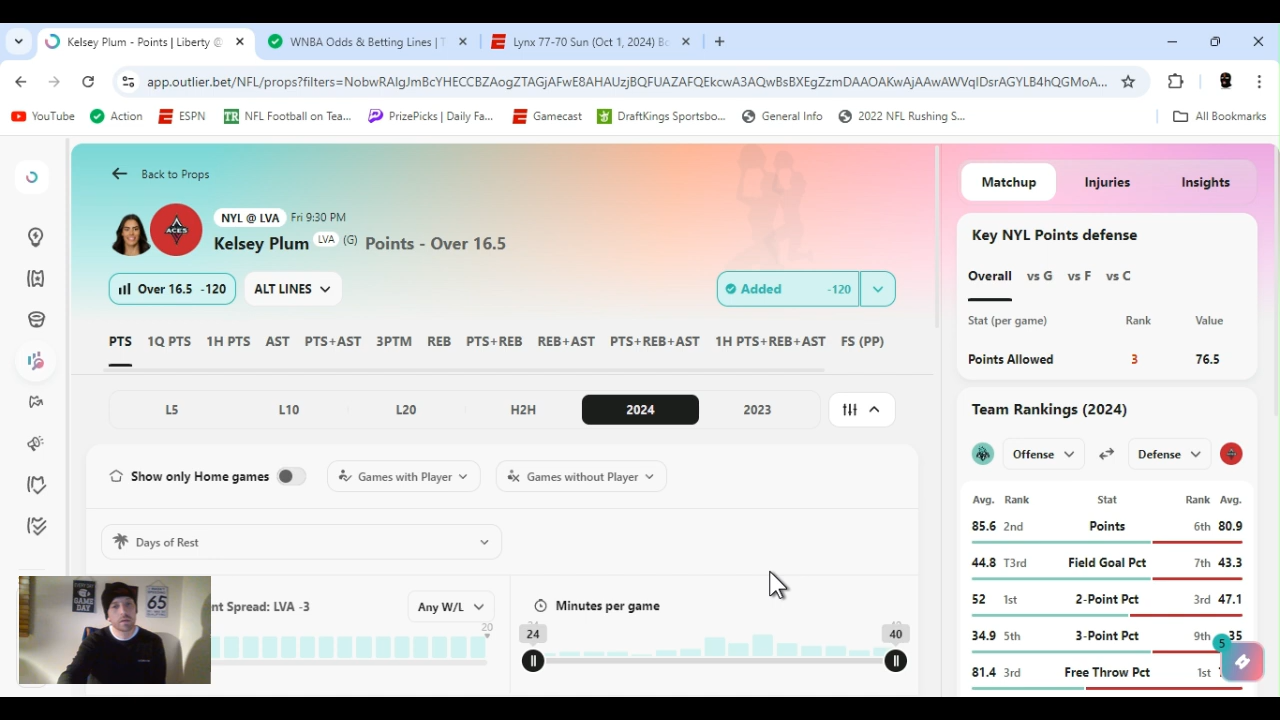 Kelsey Plum - Points | Liberty @
WNBA Odds & Betting Lines | T
Lynx 77-70 Sun (Oct 1, 2024) Bo
app.outlier.bet/NFL/props?filters=
YouTube Action ESPN NFL Football on Tea... PrizePicks | Daily Fa... Gamecast DraftKings Sportsbo... General Info 2022 NFL Rushing S... All Bookmarks
Back to Props
NYL @ LVA Fri 9:30 PM
Kelsey Plum LVA (G) Points - Over 16.5
ACES
Over 16.5 -120 ALT LINES
Added -120
PTS 1Q PTS 1H PTS AST PTS+AST 3PTM REB PTS+REB REB+AST PTS+REB+AST 1H PTS+REB+AST FS (PP)
L5 L10 L20 H2H 2024 2023
Show only Home games Games with Player Games without Player
Days of Rest
nt Spread: LVA -3 Any W/L
20
Minutes per game
24 40
EVERY DAY
GAME DAY
65
Matchup Injuries Insights
Key NYL Points defense
Overall vs G vs F vs C
Stat (per game) Rank Value
Points Allowed 3 76.5
Team Rankings (2024)
Offense Defense
Avg. Rank Stat Rank Avg.
85.6 2nd Points 6th 80.9
44.8 T3rd Field Goal Pct 7th 43.3
52 1st 2-Point Pct 3rd 47.1
34.9 5th 3-Point Pct 9th 35
5
81.4 3rd Free Throw Pct 1st